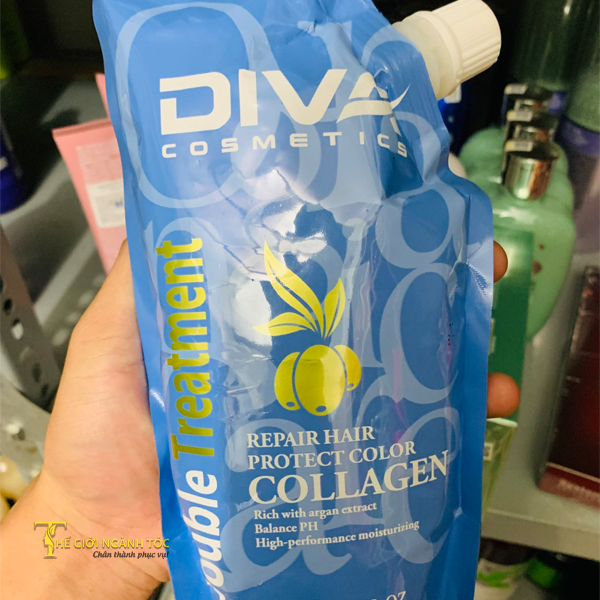 DIVA
COSMETICS
Double Treatment
REPAIR HAIR
PROTECT COLOR
COLLAGEN
Rich with argan extract
Balance PH
High-performance moisturizing
OZ
THẾ GIỚI NGÀNH TÓC
Chân thành phục vụ